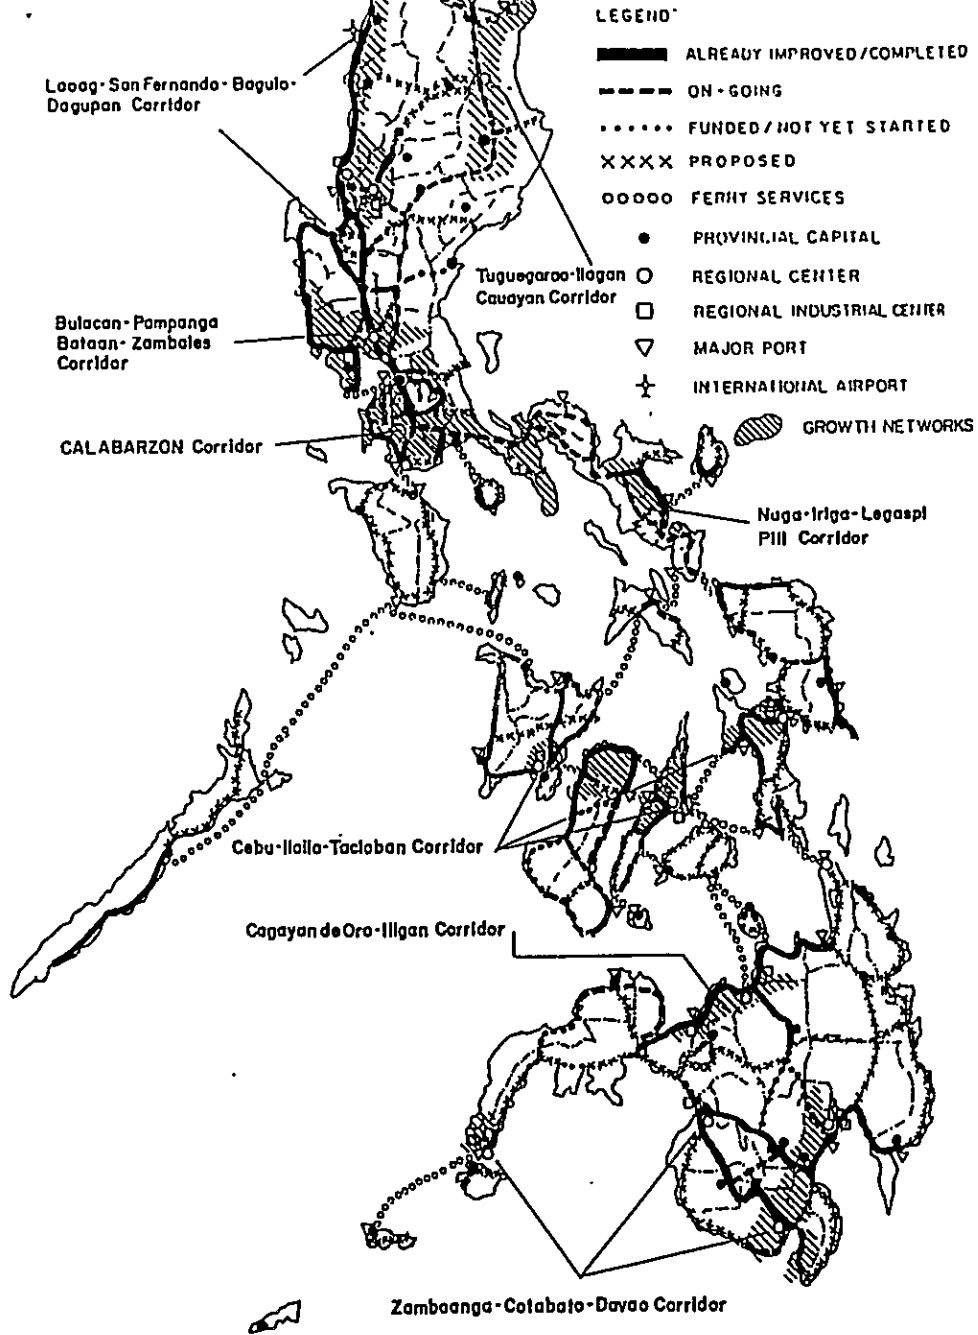 LEGEND
ALREADY IMPROVED/COMPLETED
ON-GOING
FUNDED/NOT YET STARTED
XXXX PROPOSED
OOOOO FERRY SERVICES
PROVINCIAL CAPITAL
REGIONAL CENTER
REGIONAL INDUSTRIAL CENTER
MAJOR PORT
INTERNATIONAL AIRPORT
GROWTH NETWORKS
Laoag-San Fernando-Baguio-
Dagupan Corridor
Tuguegarao-Ilagan
Cauayan Corridor
Bulacan-Pampanga
Bataan-Zambales
Corridor
CALABARZON Corridor
Naga-Iriga-Legaspi
Pili Corridor
Cebu-Iloilo-Tacloban Corridor
Cagayan de Oro-Iligan Corridor
Zamboanga-Cotabato-Davao Corridor